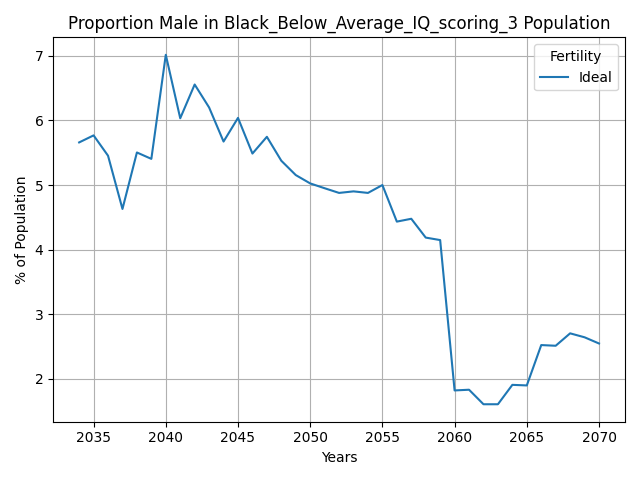 Proportion Male in Black_Below_Average_IQ_scoring_3 Population
Fertility
Ideal
7
6
5
4
3
2
% of Population
2035 2040 2045 2050 2055 2060 2065 2070
Years